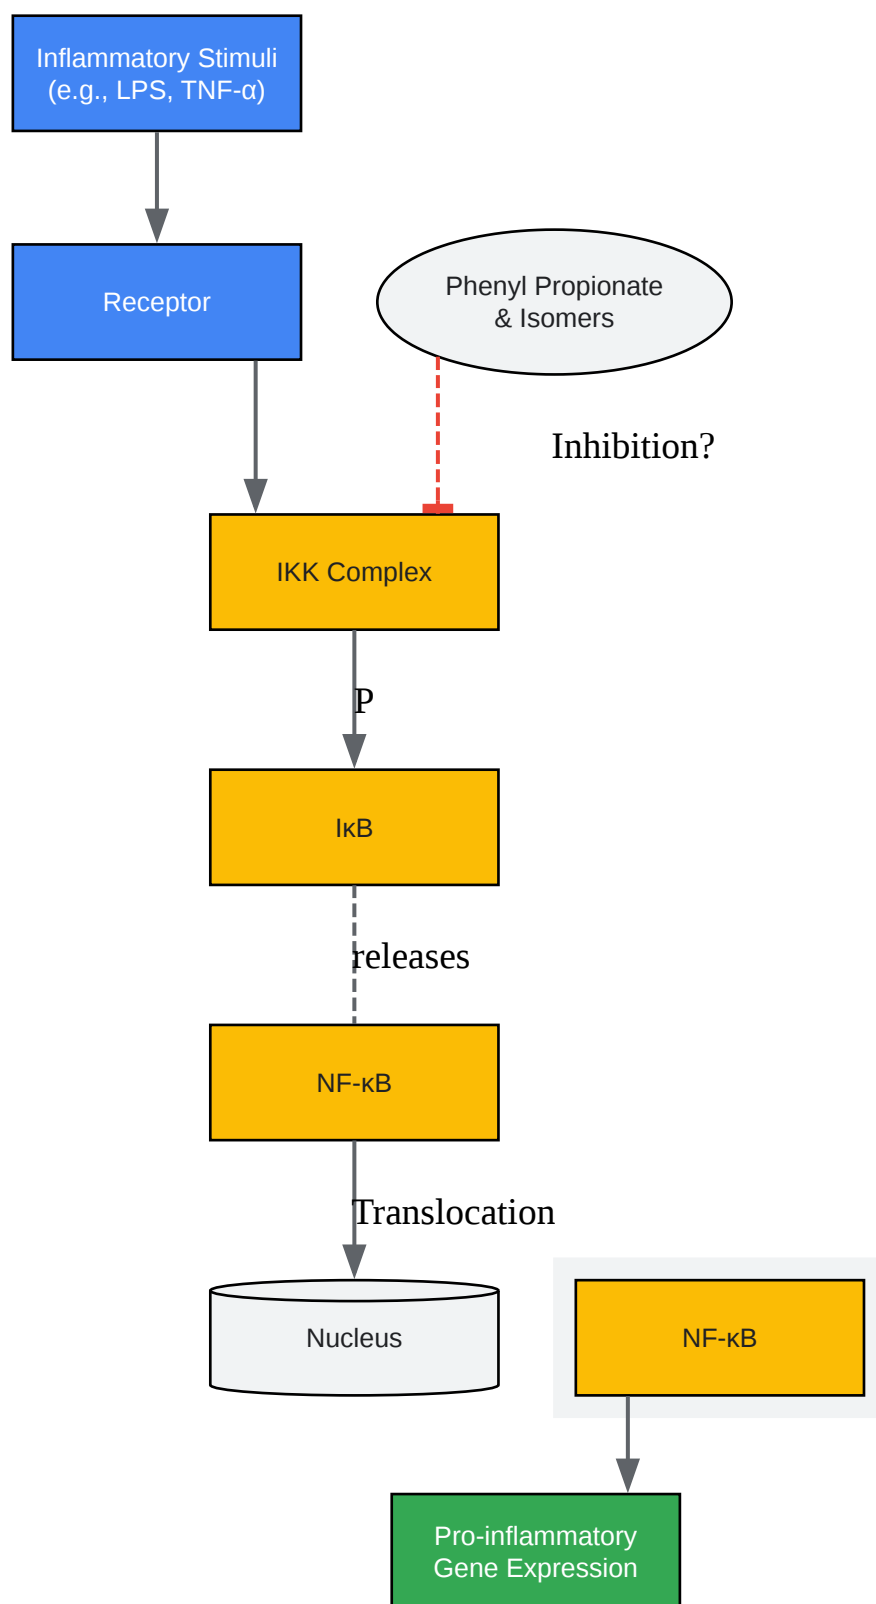 Inflammatory Stimuli
(e.g., LPS, TNF-α)
Receptor
Phenyl Propionate
& Isomers
Inhibition?
IKK Complex
P
IκB
releases
NF-κB
Translocation
Nucleus
NF-κB
Pro-inflammatory
Gene Expression